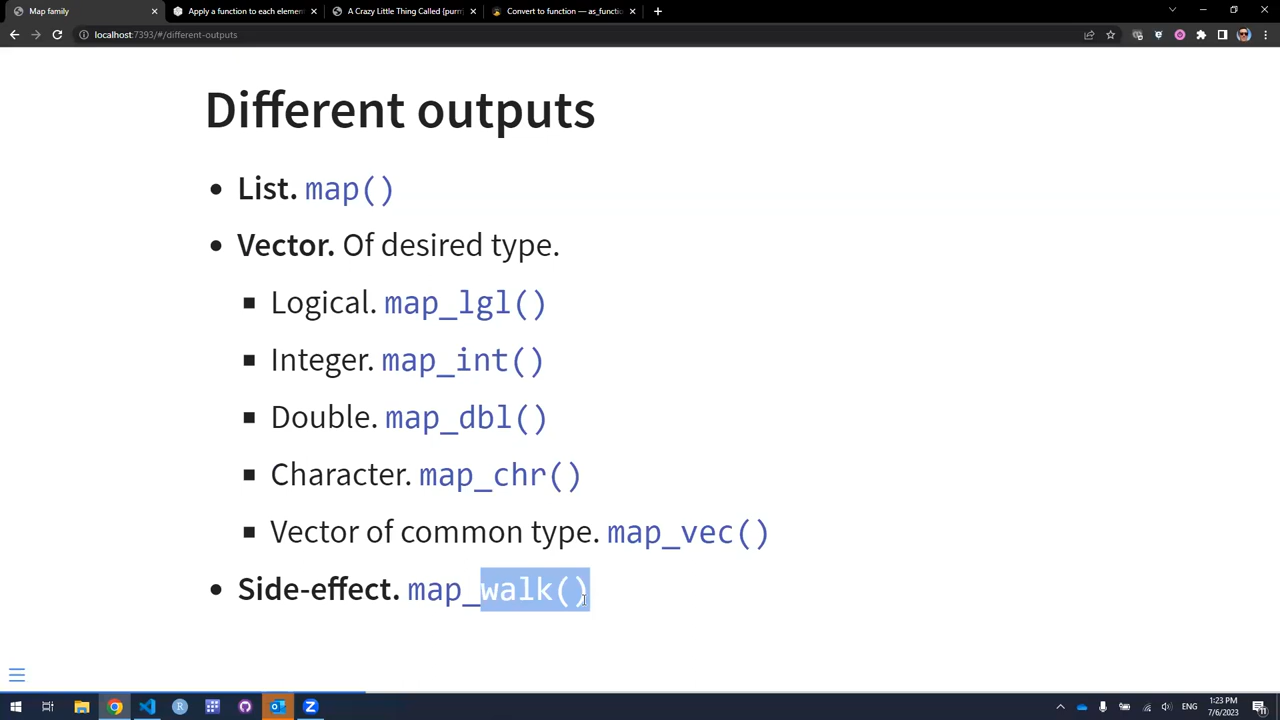 Map family
Apply a function to each elemen
A Crazy Little Thing Called {purrr
Convert to function — as_functio
localhost:7393/#/different-outputs
Different outputs
List. map()
Vector. Of desired type.
Logical. map_lgl()
Integer. map_int()
Double. map_dbl()
Character. map_chr()
Vector of common type. map_vec()
Side-effect. map_walk()
ENG
1:23 PM
7/6/2023